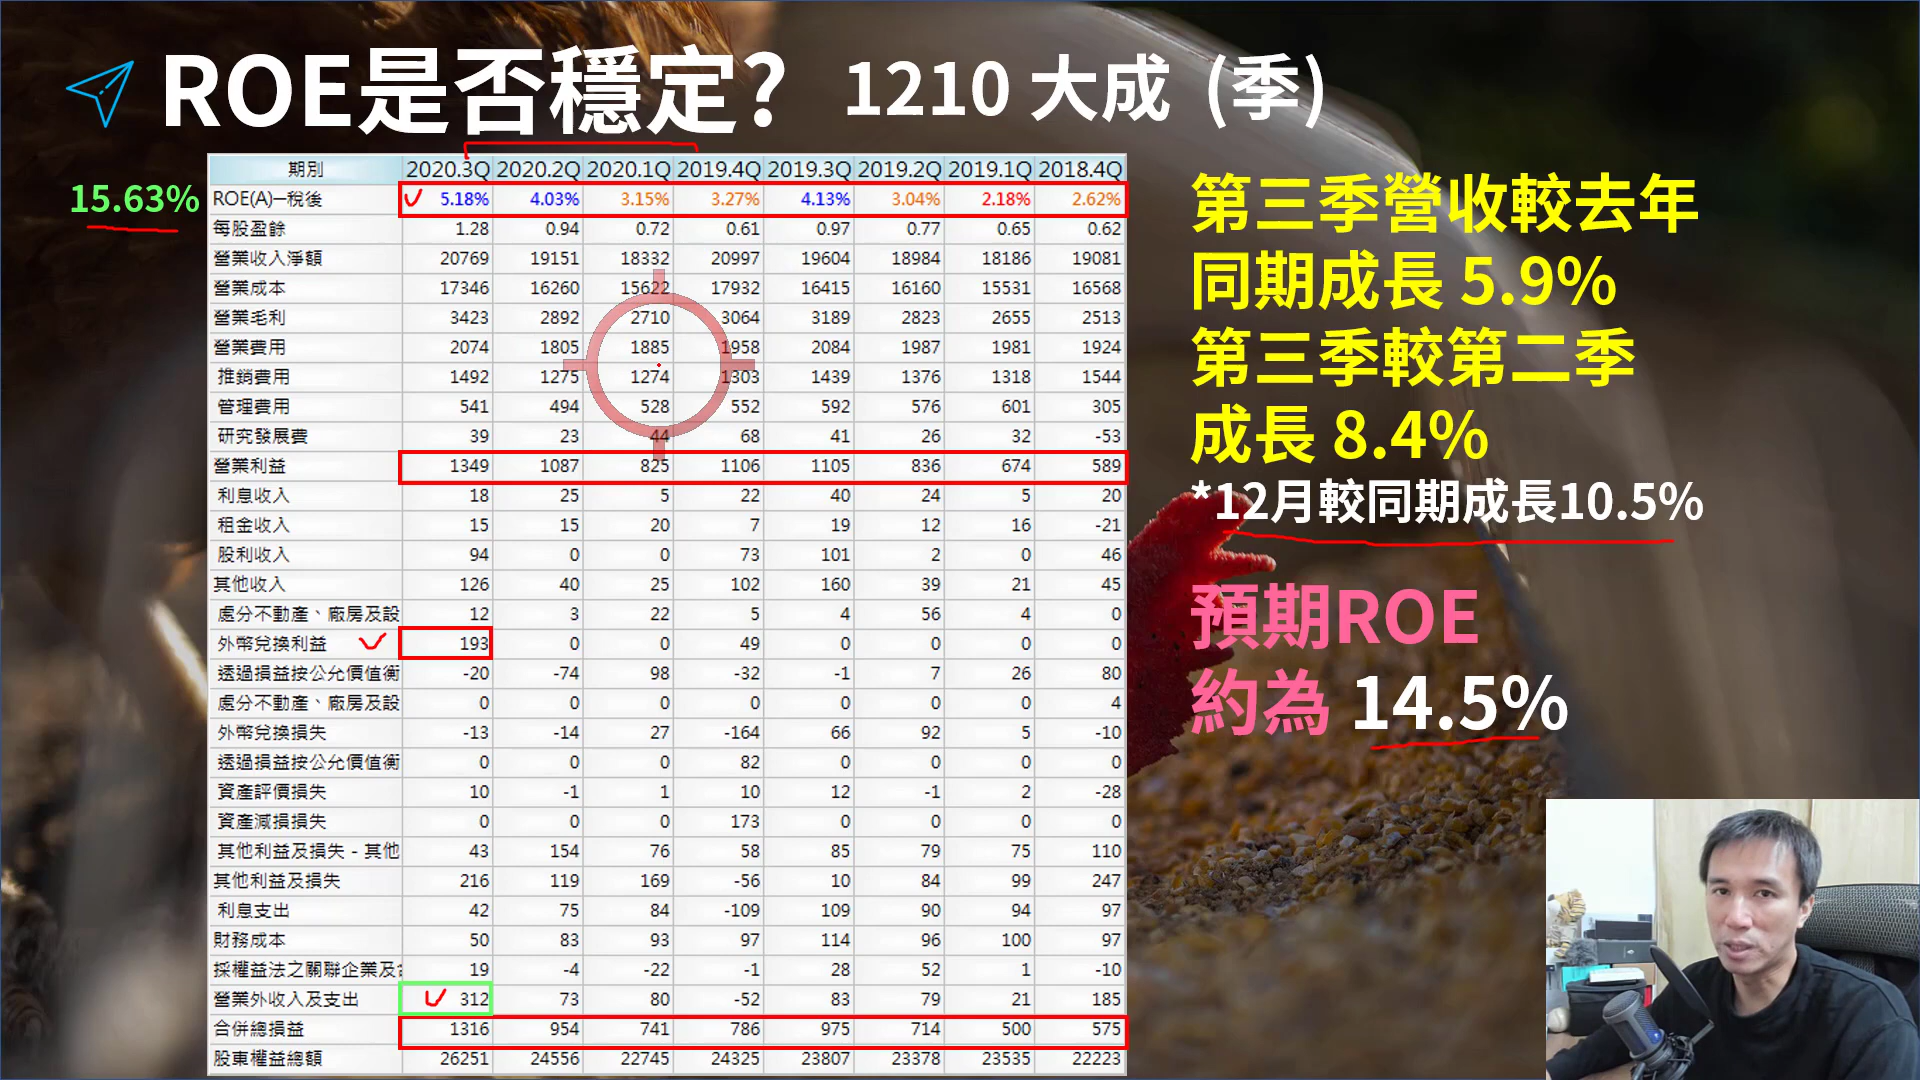 ROE是否穩定? 1210 大成 (季)
15.63%
期別 2020.3Q 2020.2Q 2020.1Q 2019.4Q 2019.3Q 2019.2Q 2019.1Q 2018.4Q
ROE(A)─稅後 5.18% 4.03% 3.15% 3.27% 4.13% 3.04% 2.18% 2.62%
每股盈餘 1.28 0.94 0.72 0.61 0.97 0.77 0.65 0.62
營業收入淨額 20769 19151 18332 20997 19604 18984 18186 19081
營業成本 17346 16260 15622 17932 16415 16160 15531 16568
營業毛利 3423 2892 2710 3064 3189 2823 2655 2513
營業費用 2074 1805 1885 1958 2084 1987 1981 1924
推銷費用 1492 1275 1274 1303 1439 1376 1318 1544
管理費用 541 494 528 552 592 576 601 305
研究發展費 39 23 44 68 41 26 32 -53
營業利益 1349 1087 825 1106 1105 836 674 589
利息收入 18 25 5 22 40 24 5 20
租金收入 15 15 20 7 19 12 16 -21
股利收入 94 0 0 73 101 2 0 46
其他收入 126 40 25 102 160 39 21 45
處分不動產、廠房及設 12 3 22 5 4 56 4 0
外幣兌換利益 193 0 0 49 0 0 0 0
透過損益按公允價值衡 -20 -74 98 -32 -1 7 26 80
處分不動產、廠房及設 0 0 0 0 0 0 0 4
外幣兌換損失 -13 -14 27 -164 66 92 5 -10
透過損益按公允價值衡 0 0 0 82 0 0 0 0
資產評價損失 10 -1 1 10 12 -1 2 -28
資產減損損失 0 0 0 173 0 0 0 0
其他利益及損失 - 其他 43 154 76 58 85 79 75 110
其他利益及損失 216 119 169 -56 10 84 99 247
利息支出 42 75 84 -109 109 90 94 97
財務成本 50 83 93 97 114 96 100 97
採權益法之關聯企業及 19 -4 -22 -1 28 52 1 -10
營業外收入及支出 312 73 80 -52 83 79 21 185
合併總損益 1316 954 741 786 975 714 500 575
股東權益總額 26251 24556 22745 24325 23807 23378 23535 22223
第三季營收較去年
同期成長 5.9%
第三季較第二季
成長 8.4%
*12月較同期成長10.5%
預期ROE
約為 14.5%